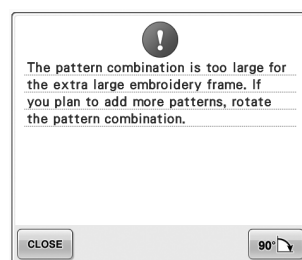 The pattern combination is too large for
the extra large embroidery frame. If
you plan to add more patterns, rotate
the pattern combination.
CLOSE
90°